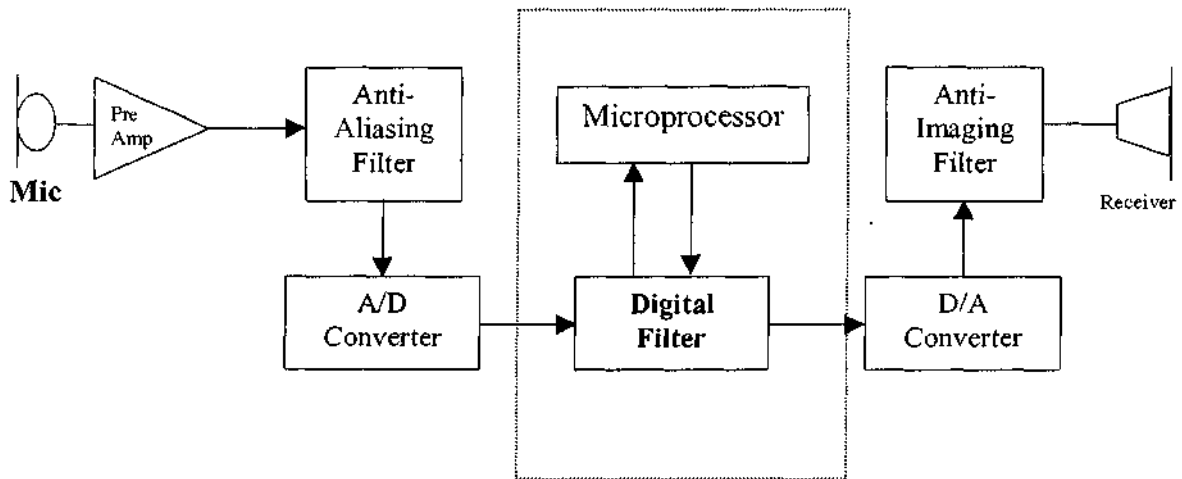 Mic
Pre
Amp
Anti-
Aliasing
Filter
A/D
Converter
Microprocessor
Digital
Filter
D/A
Converter
Anti-
Imaging
Filter
Receiver